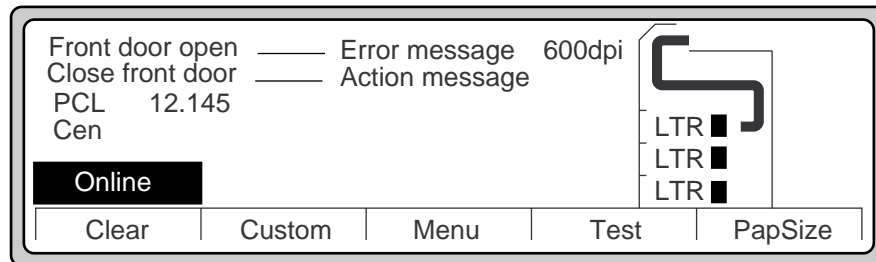 Front door open Error message 600dpi
Close front door Action message
PCL 12.145
Cen
LTR
LTR
Online
LTR
Clear Custom Menu Test PapSize